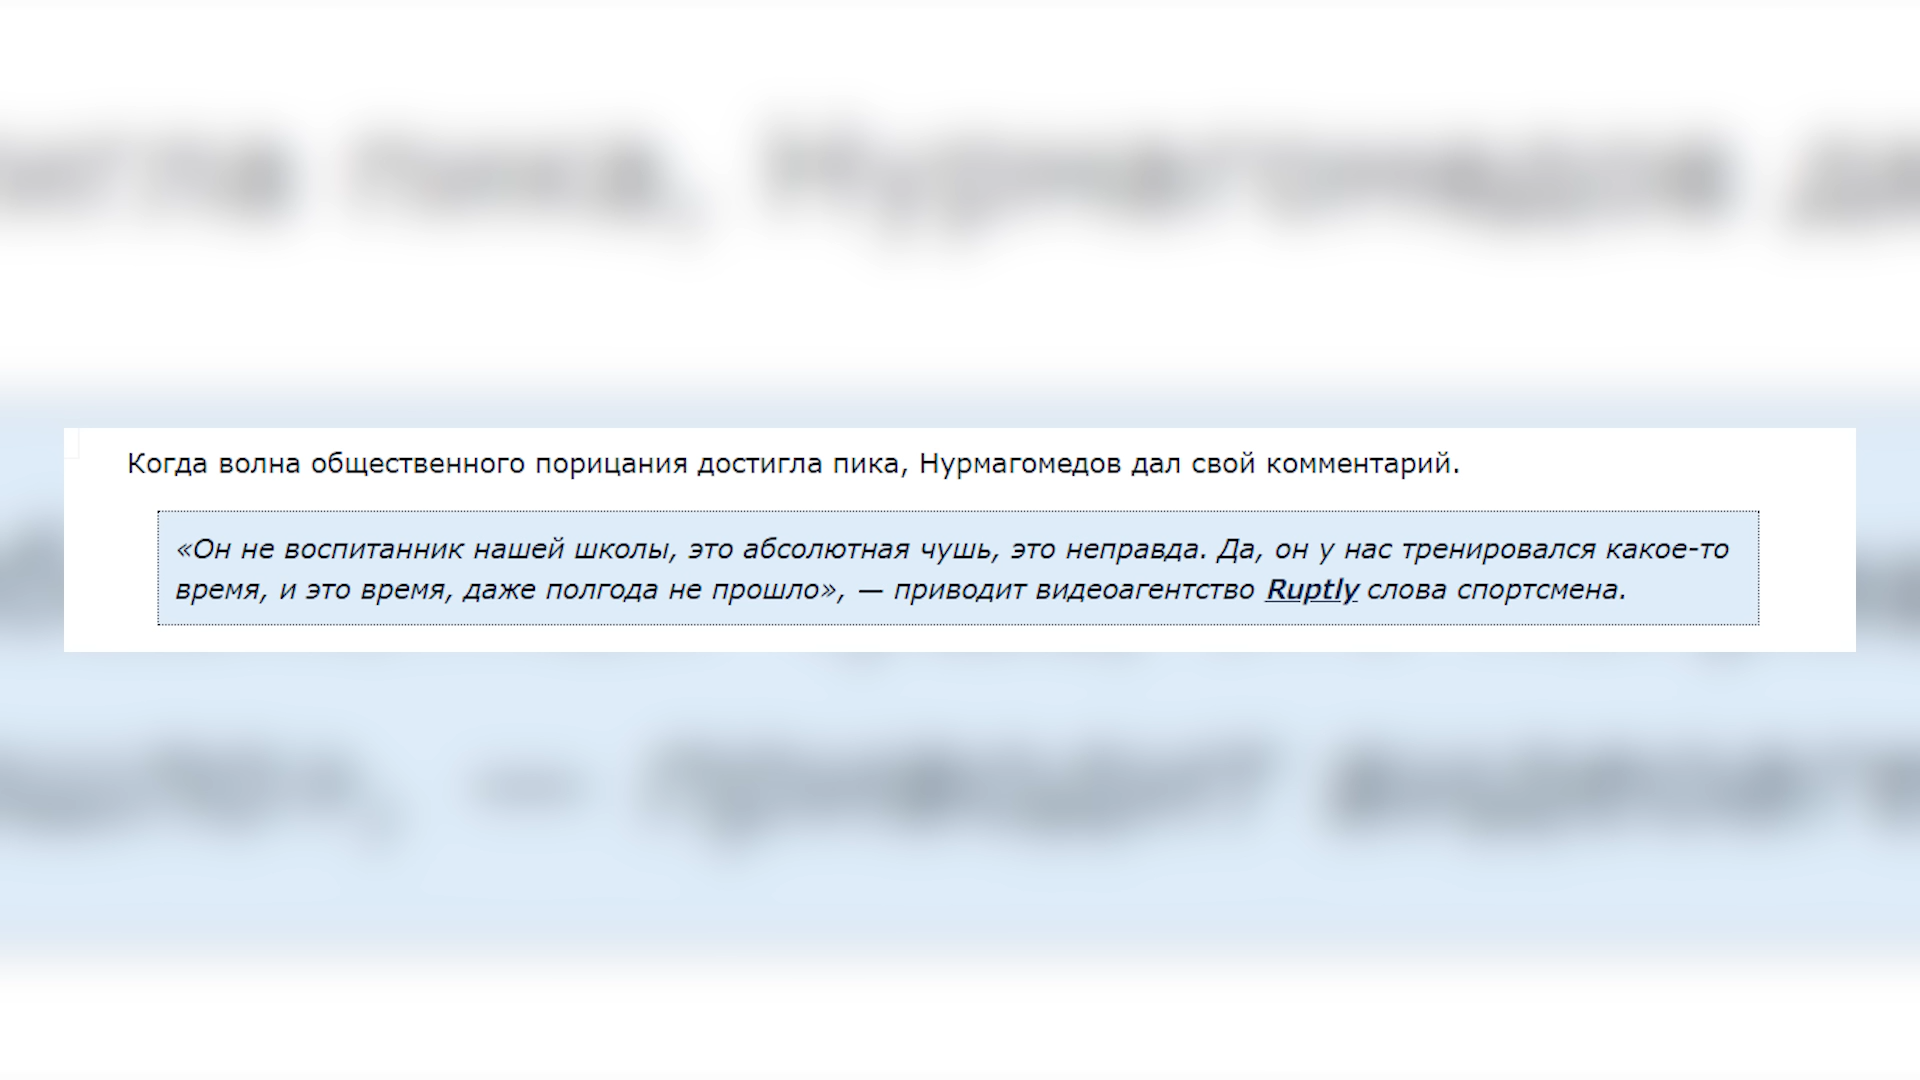 Когда волна общественного порицания достигла пика, Нурмагомедов дал свой комментарий.
«Он не воспитанник нашей школы, это абсолютная чушь, это неправда. Да, он у нас тренировался какое-то
время, и это время, даже полгода не прошло», — приводит видеоагентство Ruptly слова спортсмена.